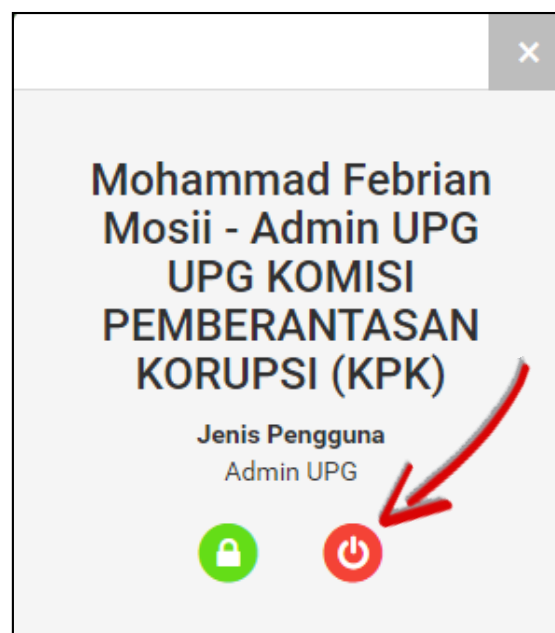 Mohammad Febrian
Mosii - Admin UPG
UPG KOMISI
PEMBERANTASAN
KORUPSI (KPK)
Jenis Pengguna
Admin UPG